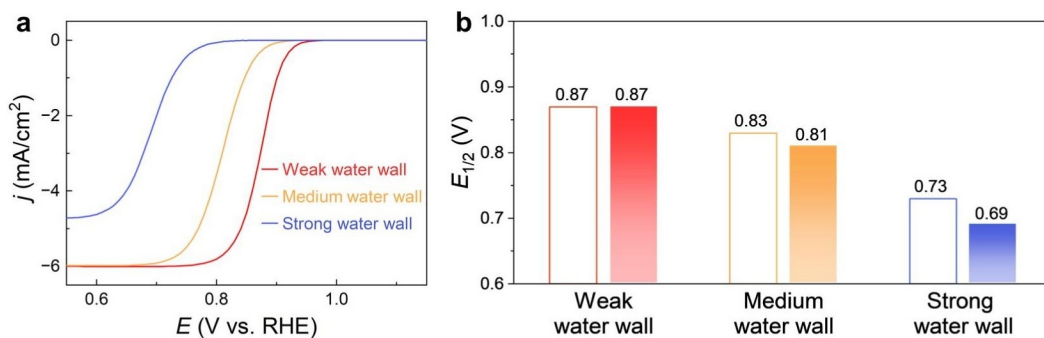 a
0
−2
−4
−6
j (mA/cm²)
Weak water wall
Medium water wall
Strong water wall
0.6
0.8
1.0
E (V vs. RHE)
b
1.0
0.9
0.8
0.7
0.6
E1/2 (V)
0.87
0.87
0.83
0.81
0.73
0.69
Weak
water wall
Medium
water wall
Strong
water wall